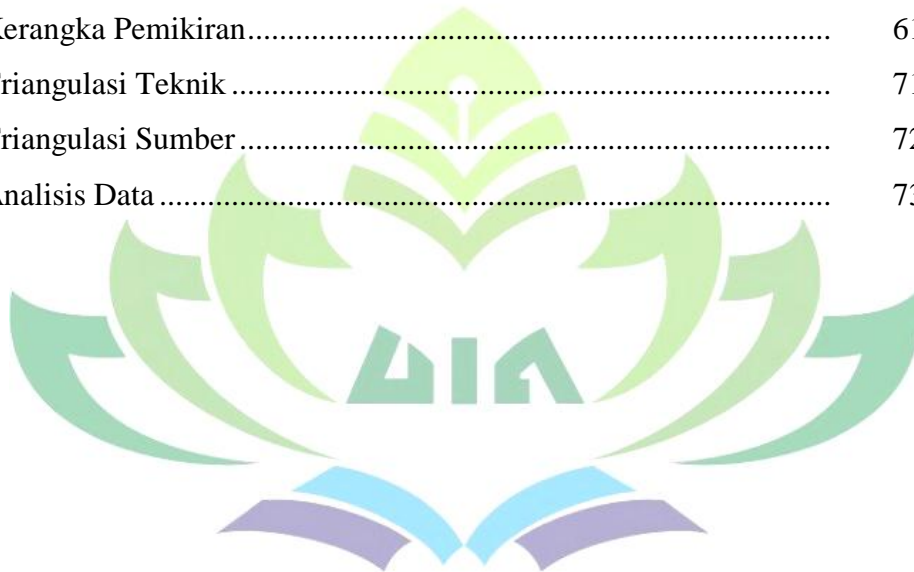 Kerangka Pemikiran........................................................................ 61
Triangulasi Teknik.......................................................................... 71
Triangulasi Sumber......................................................................... 72
Analisis Data................................................................................... 73
UIN